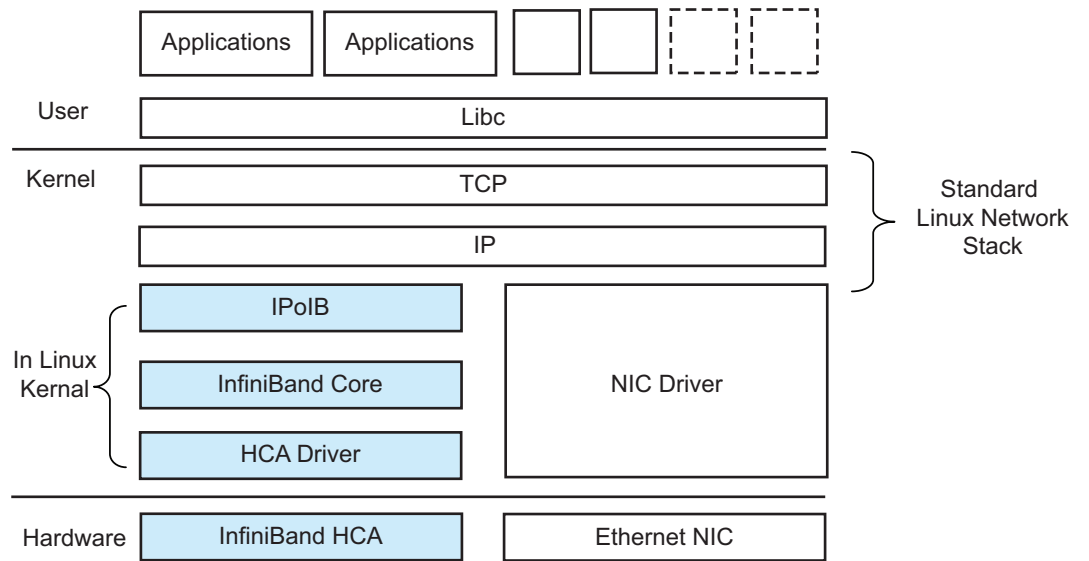 Applications
Applications
User
Libc
Kernel
TCP
IP
Standard
Linux Network
Stack
IPoIB
In Linux
Kernal
InfiniBand Core
NIC Driver
HCA Driver
Hardware
InfiniBand HCA
Ethernet NIC